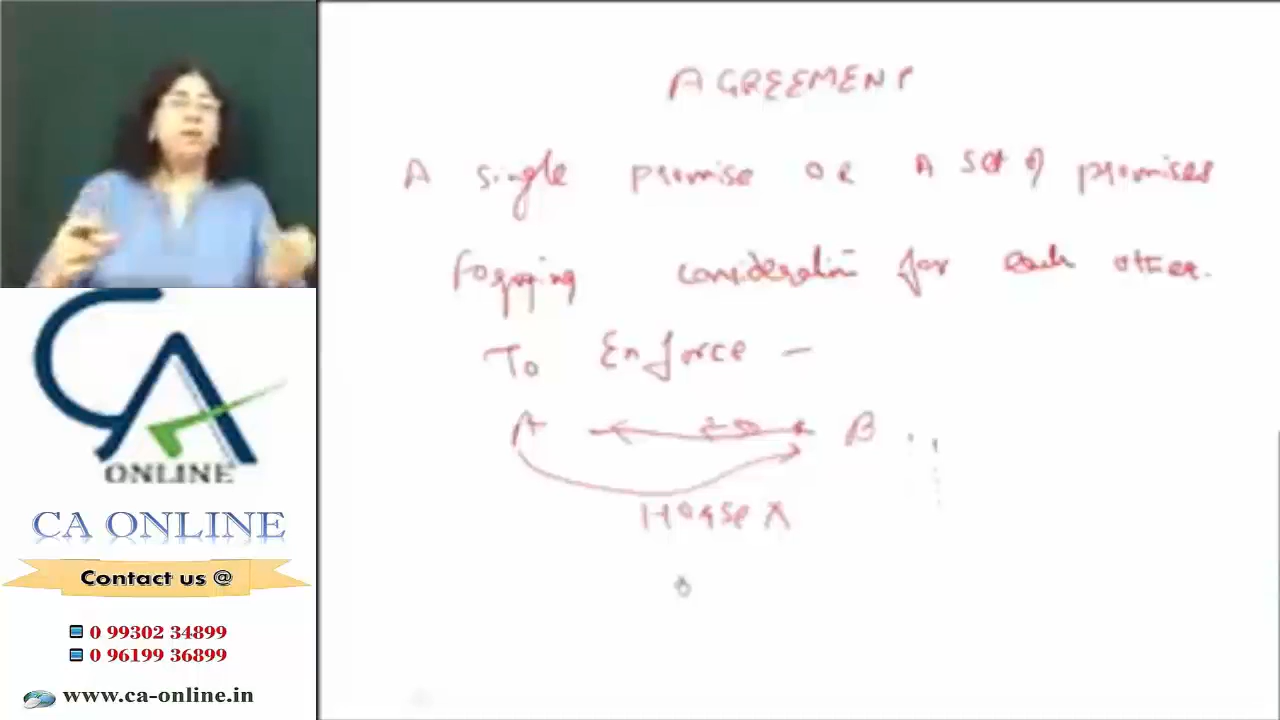 AGREEMENT
A single promise OR A set of promises
Forming consideration for each other.
To Enforce –
A B
House X
CA
ONLINE
CA ONLINE
Contact us @
0 99302 34899
0 96199 36899
www.ca-online.in